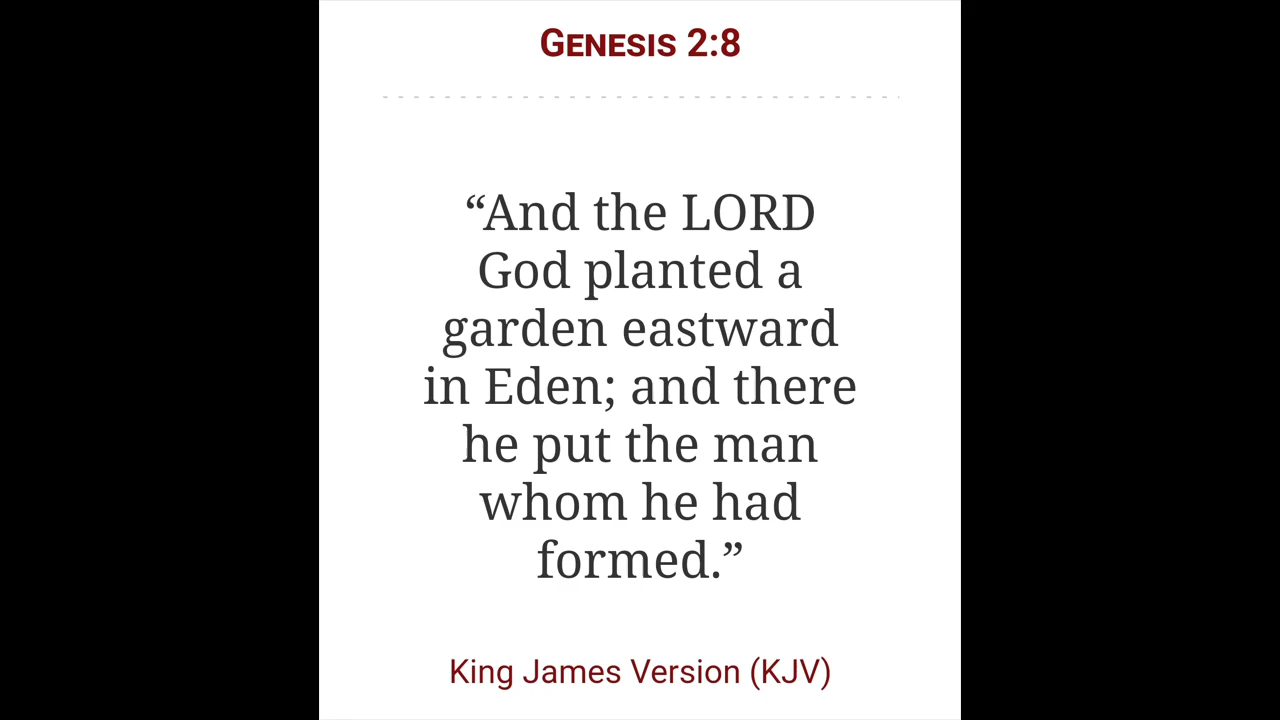 GENESIS 2:8
“And the LORD
God planted a
garden eastward
in Eden; and there
he put the man
whom he had
formed.”
King James Version (KJV)